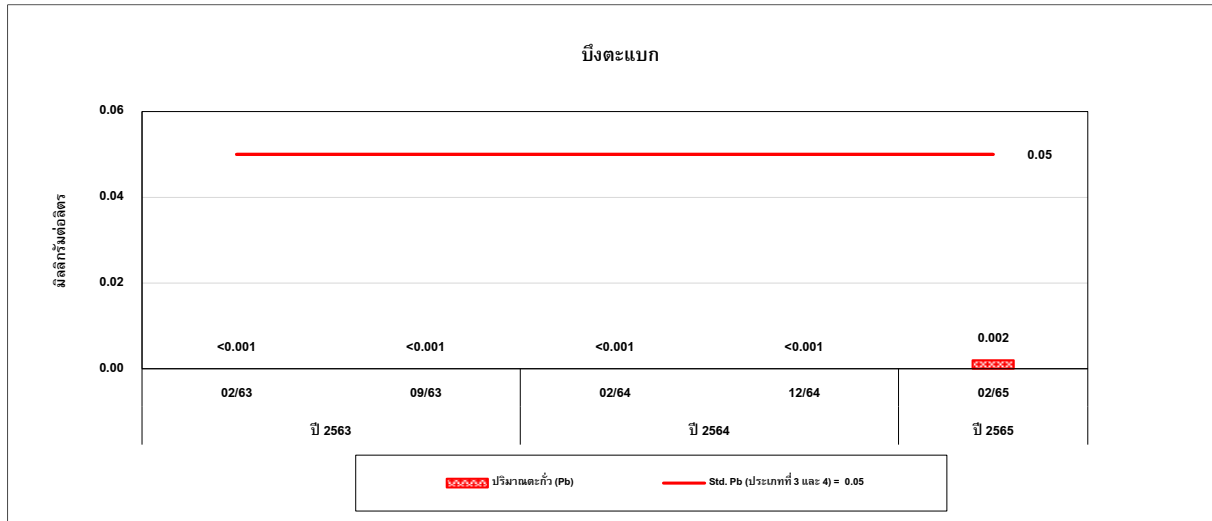 บึงตะแบก
0.06
0.05
0.04
มิลลิกรัมต่อลิตร
0.02
<0.001 <0.001 <0.001 <0.001 0.002
0.00
02/63 09/63 02/64 12/64 02/65
ปี 2563 ปี 2564 ปี 2565
ปริมาณตะกั่ว (Pb) Std. Pb (ประเภทที่ 3 และ 4) = 0.05